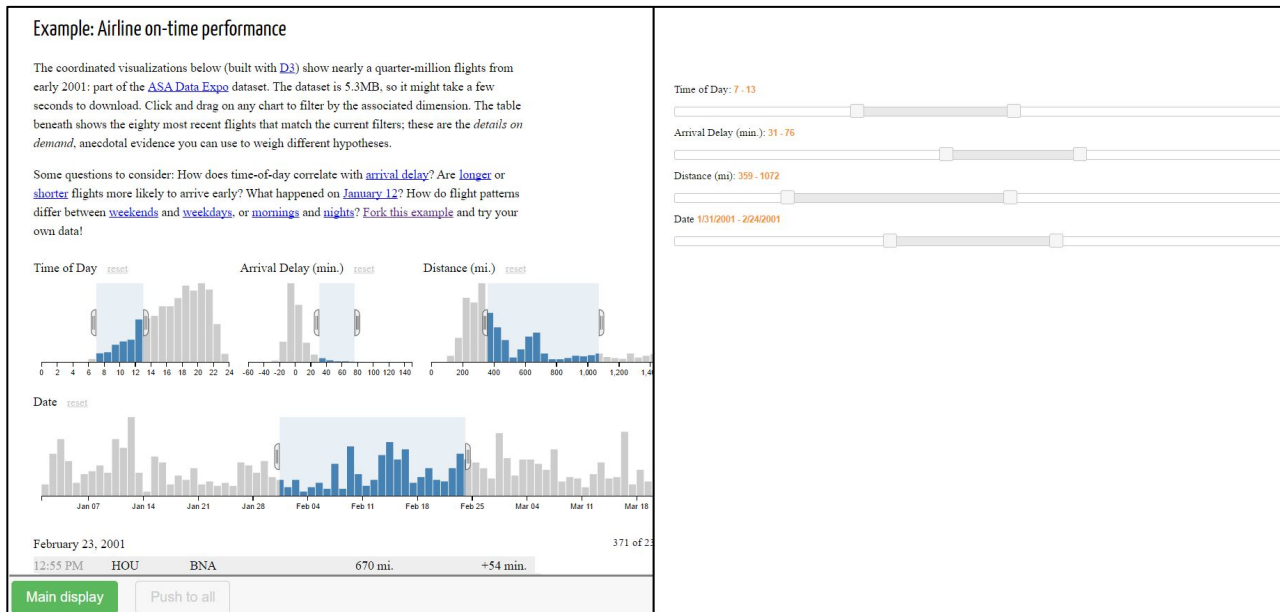 Example: Airline on-time performance
The coordinated visualizations below (built with D3) show nearly a quarter-million flights from
early 2001: part of the ASA Data Expo dataset. The dataset is 5.3MB, so it might take a few
seconds to download. Click and drag on any chart to filter by the associated dimension. The table
beneath shows the eighty most recent flights that match the current filters; these are the details on
demand, anecdotal evidence you can use to weigh different hypotheses.
Some questions to consider: How does time-of-day correlate with arrival delay? Are longer or
shorter flights more likely to arrive early? What happened on January 12? How do flight patterns
differ between weekends and weekdays, or mornings and nights? Fork this example and try your
own data!
Time of Day reset
0 2 4 6 8 10 12 14 16 18 20 22 24
Arrival Delay (min.) reset
-60 -40 -20 0 20 40 60 80 100 120 140
Distance (mi.) reset
0 200 400 600 800 1,000 1,200 1,4
Date reset
Jan 07 Jan 14 Jan 21 Jan 28 Feb 04 Feb 11 Feb 18 Feb 25 Mar 04 Mar 11 Mar 18
February 23, 2001 371 of 23
12:55 PM HOU BNA 670 mi. +54 min.
Main display Push to all
Time of Day: 7 - 13
Arrival Delay (min.): 31 - 76
Distance (mi): 359 - 1072
Date 1/31/2001 - 2/24/2001